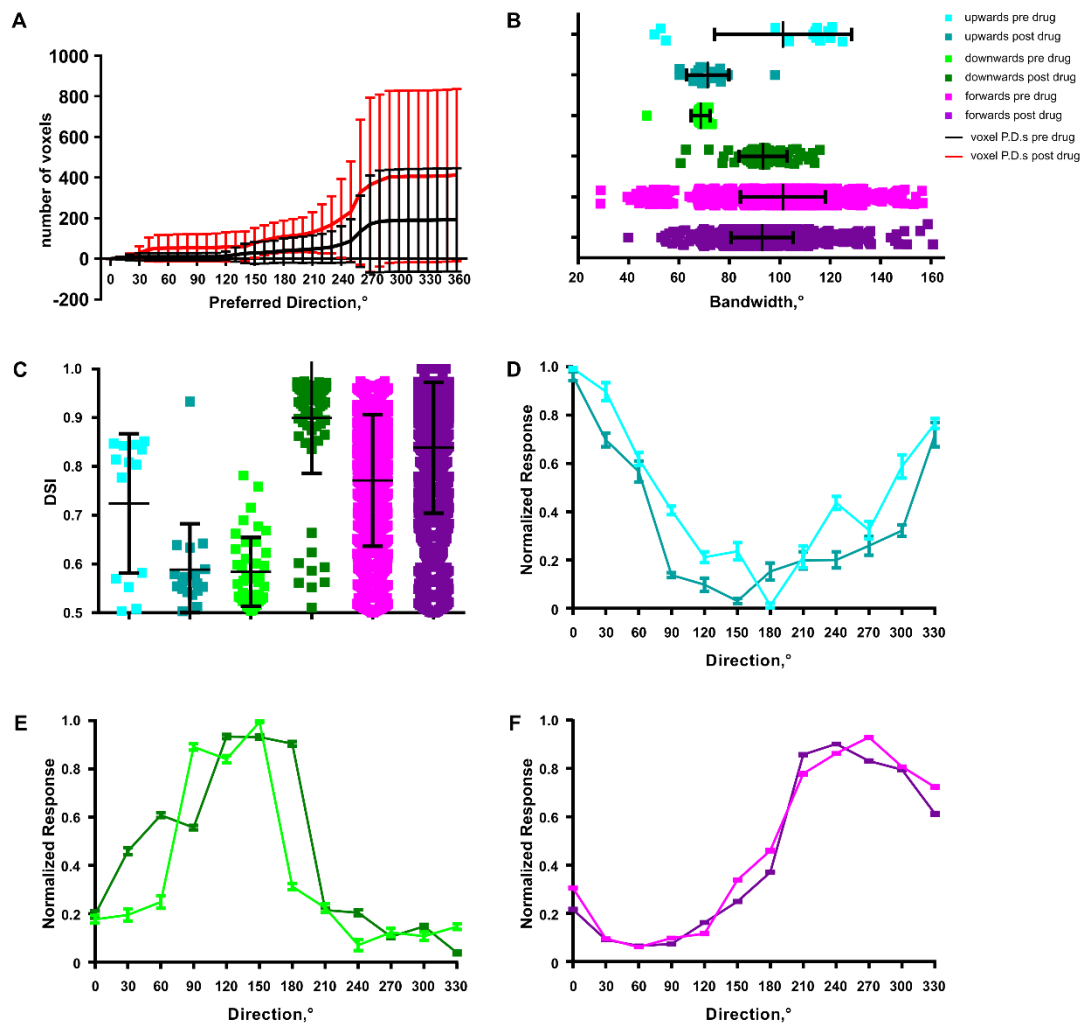 A
1000
800
600
400
200
0
-200
number of voxels
0 30 60 90 120 150 180 210 240 270 300 330 360
Preferred Direction,°
B
20 40 60 80 100 120 140 160
Bandwidth,°
upwards pre drug
upwards post drug
downwards pre drug
downwards post drug
forwards pre drug
forwards post drug
voxel P.D.s pre drug
voxel P.D.s post drug
C
1.0
0.9
0.8
0.7
0.6
0.5
DSI
D
1.0
0.8
0.6
0.4
0.2
0
Normalized Response
0 30 60 90 120 150 180 210 240 270 300 330
Direction,°
E
1.0
0.8
0.6
0.4
0.2
0
Normalized Response
0 30 60 90 120 150 180 210 240 270 300 330
Direction,°
F
1.0
0.8
0.6
0.4
0.2
0
Normalized Response
0 30 60 90 120 150 180 210 240 270 300 330
Direction,°